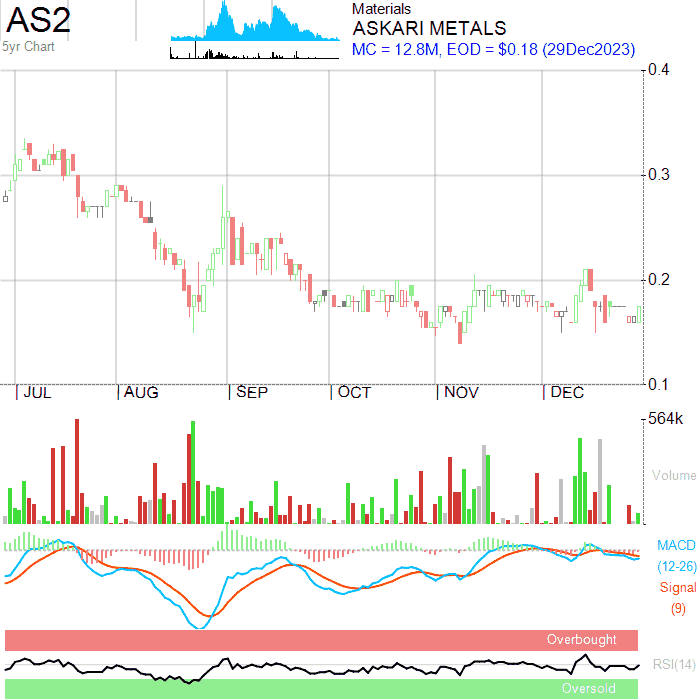 AS2
5yr Chart
Materials
ASKARI METALS
MC = 12.8M, EOD = $0.18 (29Dec2023)
0.4
0.3
0.2
0.1
JUL AUG SEP OCT NOV DEC
564k
Volume
MACD
(12-26)
Signal
(9)
Overbought
RSI(14)
Oversold